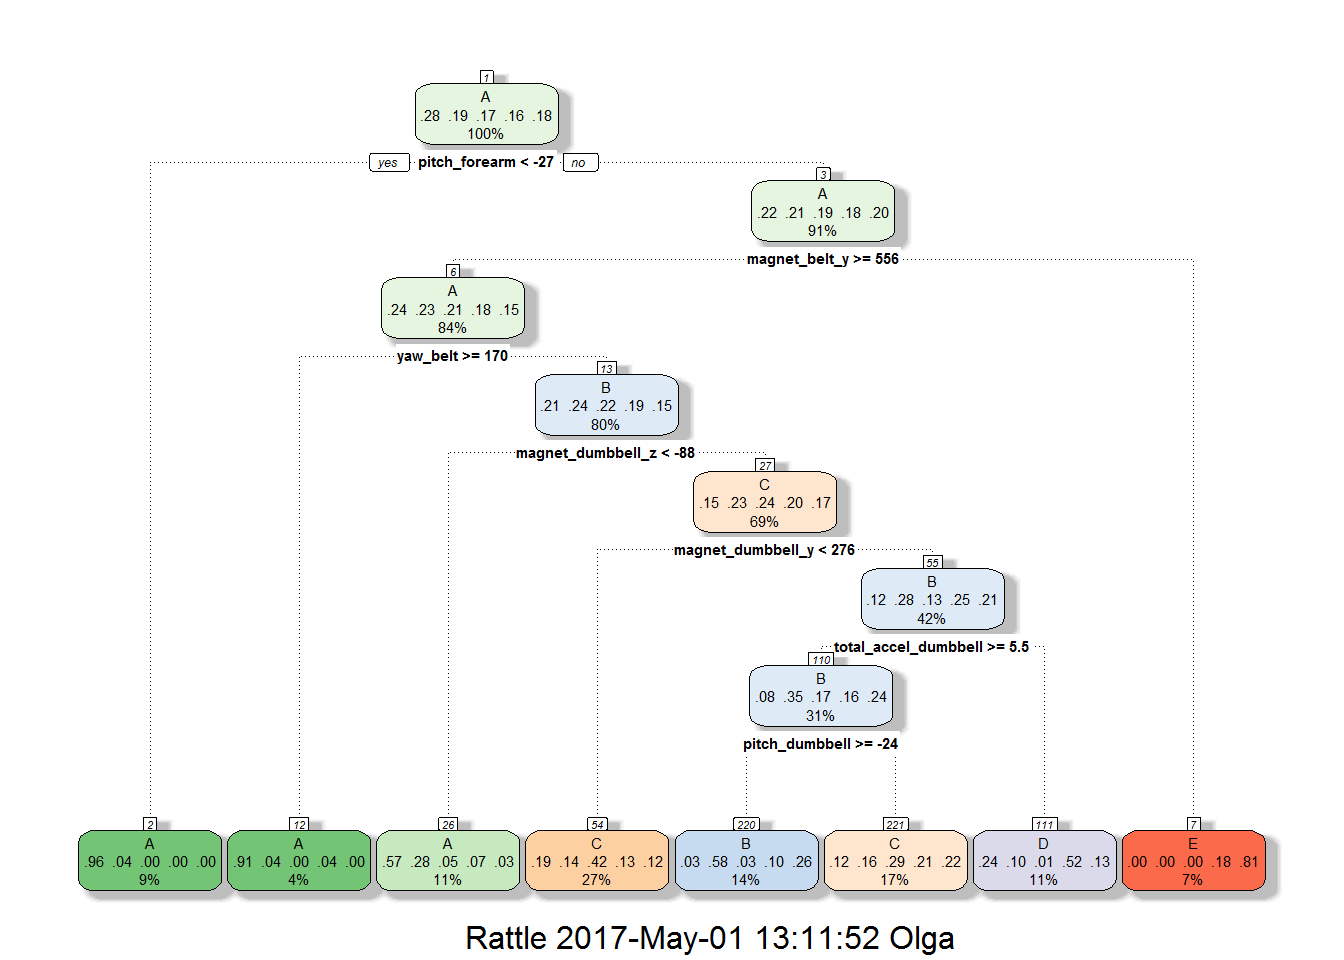 1
A
.28 .19 .17 .16 .18
100%
yes pitch_forearm < -27 no
3
A
.22 .21 .19 .18 .20
91%
magnet_belt_y >= 556
6
A
.24 .23 .21 .18 .15
84%
yaw_belt >= 170
13
B
.21 .24 .22 .19 .15
80%
magnet_dumbbell_z < -88
27
C
.15 .23 .24 .20 .17
69%
magnet_dumbbell_y < 276
55
B
.12 .28 .13 .25 .21
42%
total_accel_dumbbell >= 5.5
110
B
.08 .35 .17 .16 .24
31%
pitch_dumbbell >= -24
2
A
.96 .04 .00 .00 .00
9%
12
A
.91 .04 .00 .04 .00
4%
26
A
.57 .28 .05 .07 .03
11%
54
C
.19 .14 .42 .13 .12
27%
220
B
.03 .58 .03 .10 .26
14%
221
C
.12 .16 .29 .21 .22
17%
111
D
.24 .10 .01 .52 .13
11%
7
E
.00 .00 .00 .18 .81
7%
Rattle 2017-May-01 13:11:52 Olga